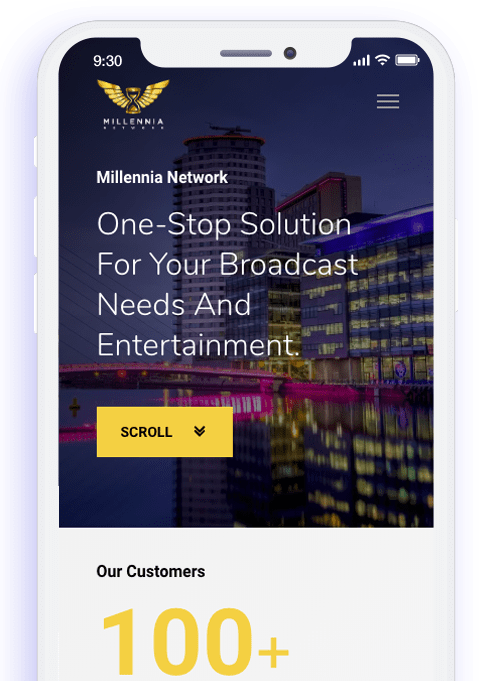 9:30
MILLENNIA
NETWORK
Millennia Network
One-Stop Solution
For Your Broadcast
Needs And
Entertainment.
SCROLL
Our Customers
100+